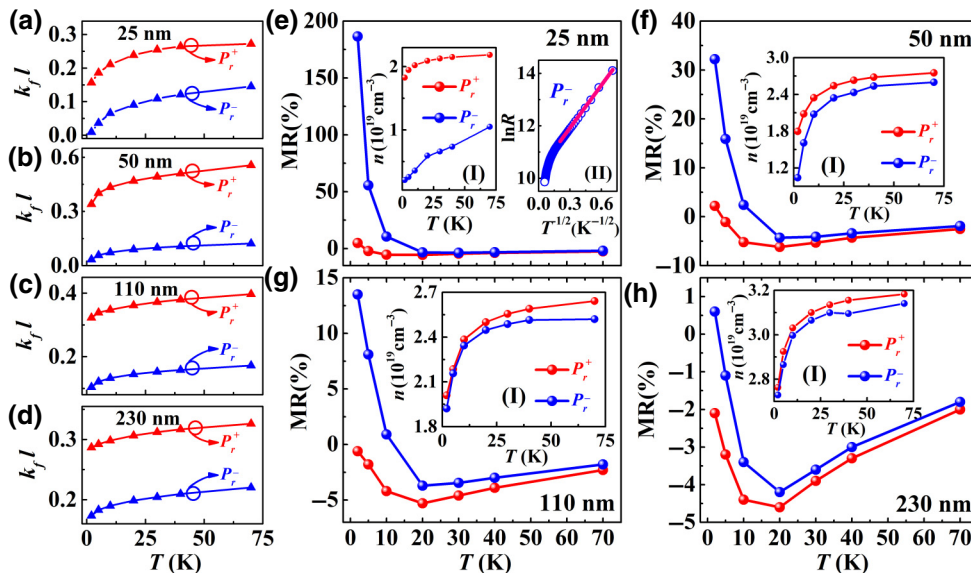 (a)
25 nm
0.3
0.2
0.1
0.0
k_f l
P_r^+
P_r^-
(b)
50 nm
0.6
0.3
0.0
k_f l
P_r^+
P_r^-
(c)
110 nm
0.4
0.2
k_f l
P_r^+
P_r^-
(d)
230 nm
0.3
0.2
k_f l
P_r^+
P_r^-
0 25 50 75
T (K)
(e)
25 nm
200
175
150
125
100
75
50
25
0
MR(%)
P_r^+
P_r^-
n (10^19 cm^-3)
2
1
(I)
0 25 50 75
T (K)
P_r^-
lnR
14
12
10
(II)
0.0 0.3 0.6
T^-1/2 (K^-1/2)
(f)
50 nm
40
30
20
10
0
−10
MR(%)
n (10^19 cm^-3)
3.0
2.4
1.8
1.2
P_r^+
P_r^-
(I)
0 25 50 75
T (K)
(g)
110 nm
15
10
5
0
−5
MR(%)
n (10^19 cm^-3)
3.0
2.6
2.2
1.8
P_r^+
P_r^-
(I)
0 25 50 75
T (K)
0 10 20 30 40 50 60 70
T (K)
(h)
230 nm
1
0
−1
−2
−3
−4
−5
MR(%)
n (10^19 cm^-3)
3.2
3.0
2.8
P_r^+
P_r^-
(I)
0 25 50 75
T (K)
0 10 20 30 40 50 60 70
T (K)